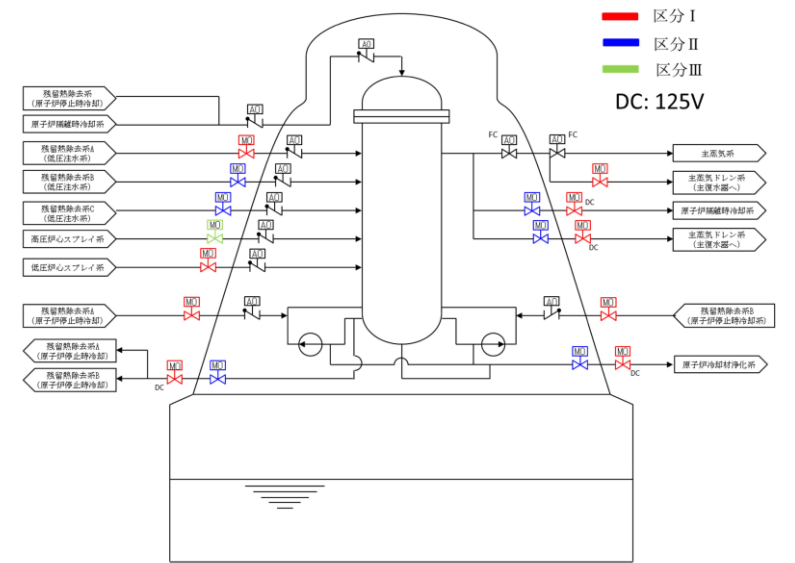 区分Ⅰ
区分Ⅱ
区分Ⅲ
DC: 125V
AO
残留熱除去系
(原子炉停止時冷却)
AO
原子炉隔離時冷却系
FC
AO
AO
FC
残留熱除去系A
(低圧注水系)
MO
AO
主蒸気系
残留熱除去系B
(低圧注水系)
MO
AO
MO
主蒸気ドレン系
(主復水器へ)
残留熱除去系C
(低圧注水系)
MO
AO
MO
MO
DC
原子炉隔離時冷却系
高圧炉心スプレイ系
MO
AO
MO
MO
DC
主蒸気ドレン系
(主復水器へ)
低圧炉心スプレイ系
MO
AO
残留熱除去系A
(原子炉停止時冷却)
MO
AO
AO
MO
残留熱除去系B
(原子炉停止時冷却系)
残留熱除去系A
(原子炉停止時冷却)
残留熱除去系B
(原子炉停止時冷却)
DC
MO
MO
MO
MO
DC
原子炉冷却材浄化系